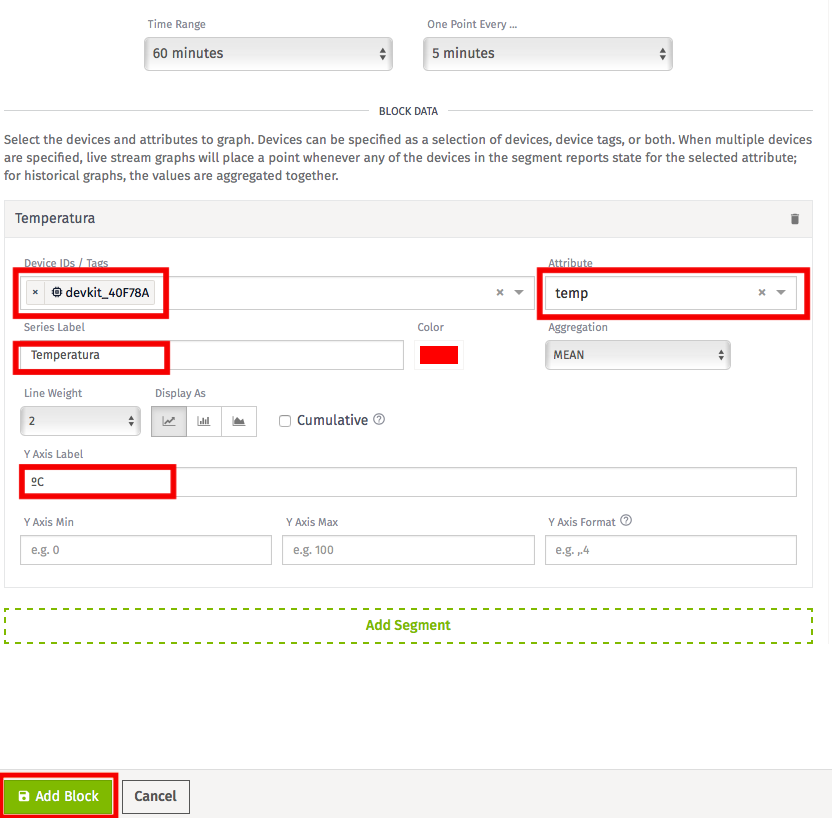 Time Range
One Point Every ...
60 minutes
5 minutes
BLOCK DATA
Select the devices and attributes to graph. Devices can be specified as a selection of devices, device tags, or both. When multiple devices
are specified, live stream graphs will place a point whenever any of the devices in the segment reports state for the selected attribute;
for historical graphs, the values are aggregated together.
Temperatura
Device IDs / Tags
Attribute
× devkit_40F78A
temp
Series Label
Color
Aggregation
Temperatura
MEAN
Line Weight
Display As
2
Cumulative
Y Axis Label
ºC
Y Axis Min
Y Axis Max
Y Axis Format
e.g. 0
e.g. 100
e.g. ,.4
Add Segment
Add Block
Cancel